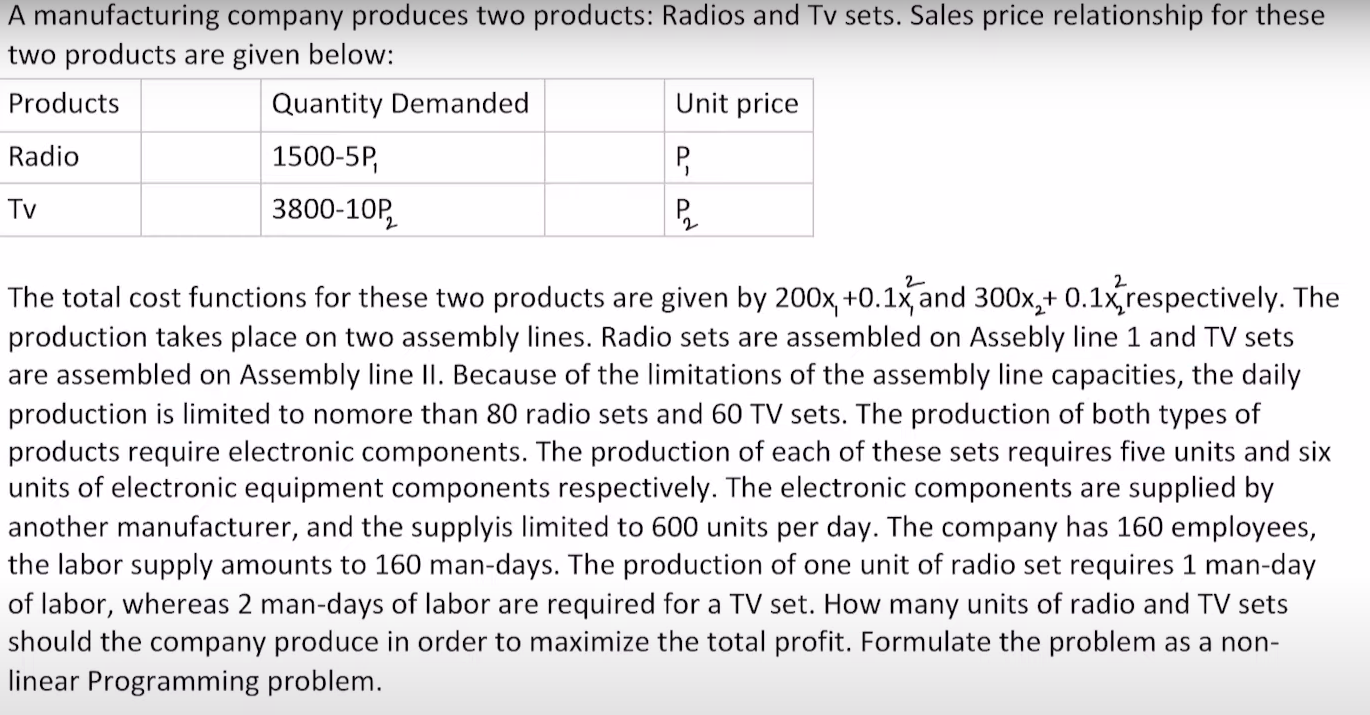 A manufacturing company produces two products: Radios and Tv sets. Sales price relationship for these
two products are given below:
Products Quantity Demanded Unit price
Radio 1500-5P₁ P₁
Tv 3800-10P₂ P₂
The total cost functions for these two products are given by 200x₁+0.1x₁² and 300x₂+ 0.1x₂² respectively. The
production takes place on two assembly lines. Radio sets are assembled on Assebly line 1 and TV sets
are assembled on Assembly line II. Because of the limitations of the assembly line capacities, the daily
production is limited to nomore than 80 radio sets and 60 TV sets. The production of both types of
products require electronic components. The production of each of these sets requires five units and six
units of electronic equipment components respectively. The electronic components are supplied by
another manufacturer, and the supplyis limited to 600 units per day. The company has 160 employees,
the labor supply amounts to 160 man-days. The production of one unit of radio set requires 1 man-day
of labor, whereas 2 man-days of labor are required for a TV set. How many units of radio and TV sets
should the company produce in order to maximize the total profit. Formulate the problem as a non-
linear Programming problem.